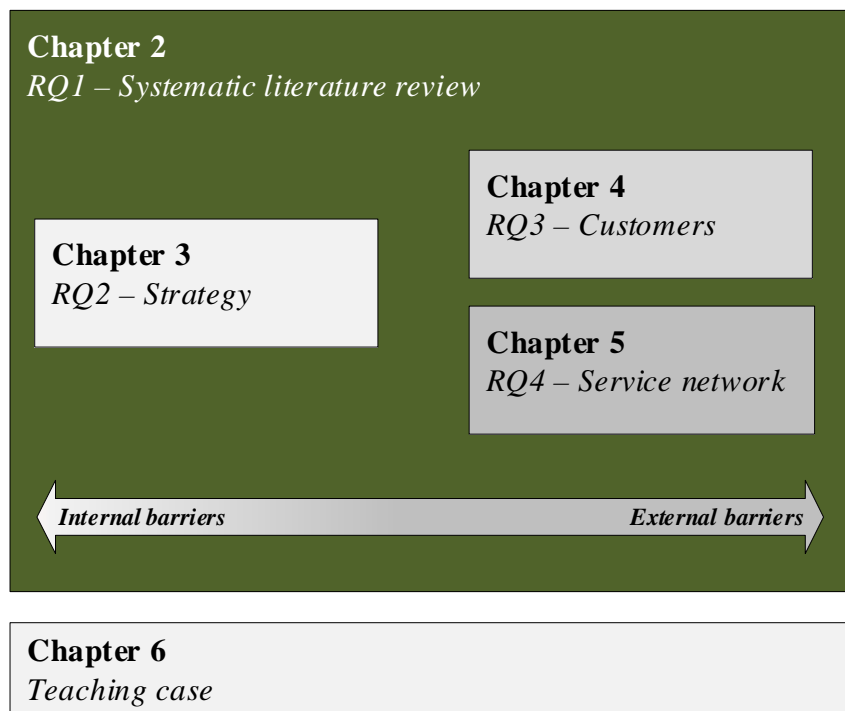 Chapter 2
RQ1 – Systematic literature review
Chapter 3
RQ2 – Strategy
Chapter 4
RQ3 – Customers
Chapter 5
RQ4 – Service network
Internal barriers
External barriers
Chapter 6
Teaching case